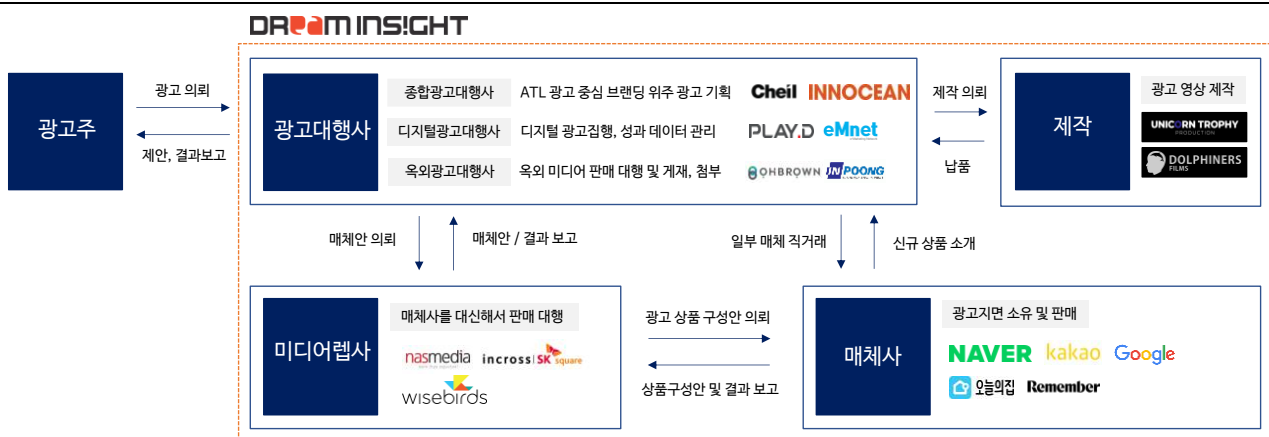 DREAM INS!GHT
광고주
광고 의뢰
제안, 결과보고
광고대행사
종합광고대행사 ATL 광고 중심 브랜딩 위주 광고 기획 Cheil INNOCEAN
디지털광고대행사 디지털 광고집행, 성과 데이터 관리 PLAY.D eMnet
옥외광고대행사 옥외 미디어 판매 대행 및 게재, 첨부 OHBROWN INPOONG
제작 의뢰
납품
제작
광고 영상 제작
UNICORN TROPHY
PRODUCTION
DOLPHINERS
FILMS
매체안 의뢰
매체안 / 결과 보고
일부 매체 직거래
신규 상품 소개
미디어렙사
매체사를 대신해서 판매 대행
nasmedia incross SK square
wisebirds
광고 상품 구성안 의뢰
상품구성안 및 결과 보고
매체사
광고지면 소유 및 판매
NAVER kakao Google
오늘의집 Remember